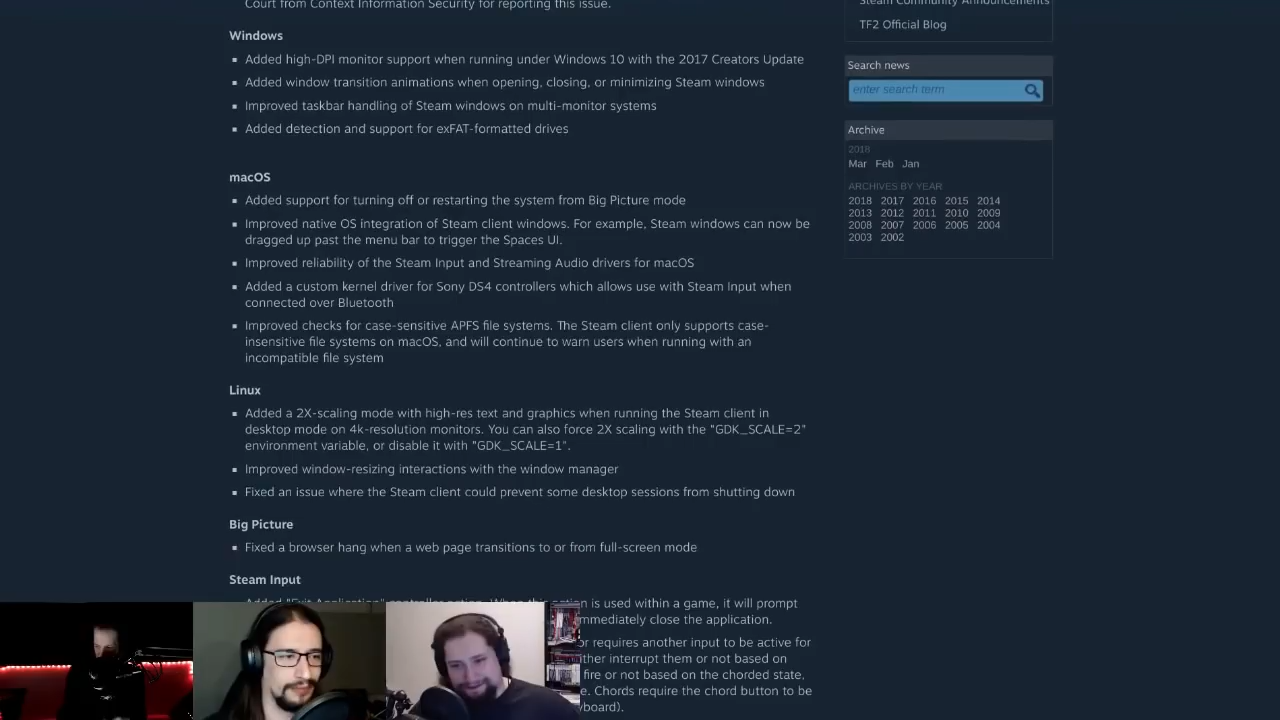 Court from Context Information Security for reporting this issue.
Windows
Added high-DPI monitor support when running under Windows 10 with the 2017 Creators Update
Added window transition animations when opening, closing, or minimizing Steam windows
Improved taskbar handling of Steam windows on multi-monitor systems
Added detection and support for exFAT-formatted drives
macOS
Added support for turning off or restarting the system from Big Picture mode
Improved native OS integration of Steam client windows. For example, Steam windows can now be
dragged up past the menu bar to trigger the Spaces UI.
Improved reliability of the Steam Input and Streaming Audio drivers for macOS
Added a custom kernel driver for Sony DS4 controllers which allows use with Steam Input when
connected over Bluetooth
Improved checks for case-sensitive APFS file systems. The Steam client only supports case-
insensitive file systems on macOS, and will continue to warn users when running with an
incompatible file system
Linux
Added a 2X-scaling mode with high-res text and graphics when running the Steam client in
desktop mode on 4k-resolution monitors. You can also force 2X scaling with the "GDK_SCALE=2"
environment variable, or disable it with "GDK_SCALE=1".
Improved window-resizing interactions with the window manager
Fixed an issue where the Steam client could prevent some desktop sessions from shutting down
Big Picture
Fixed a browser hang when a web page transitions to or from full-screen mode
Steam Input
Added "Exit Application" controller action. When this action is used within a game, it will prompt
mmediately close the application.
or requires another input to be active for
ther interrupt them or not based on
fire or not based on the chorded state.
e. Chords require the chord button to be
yboard).
Steam Community Announcements
TF2 Official Blog
Search news
enter search term
Archive
2018
Mar Feb Jan
ARCHIVES BY YEAR
2018 2017 2016 2015 2014
2013 2012 2011 2010 2009
2008 2007 2006 2005 2004
2003 2002